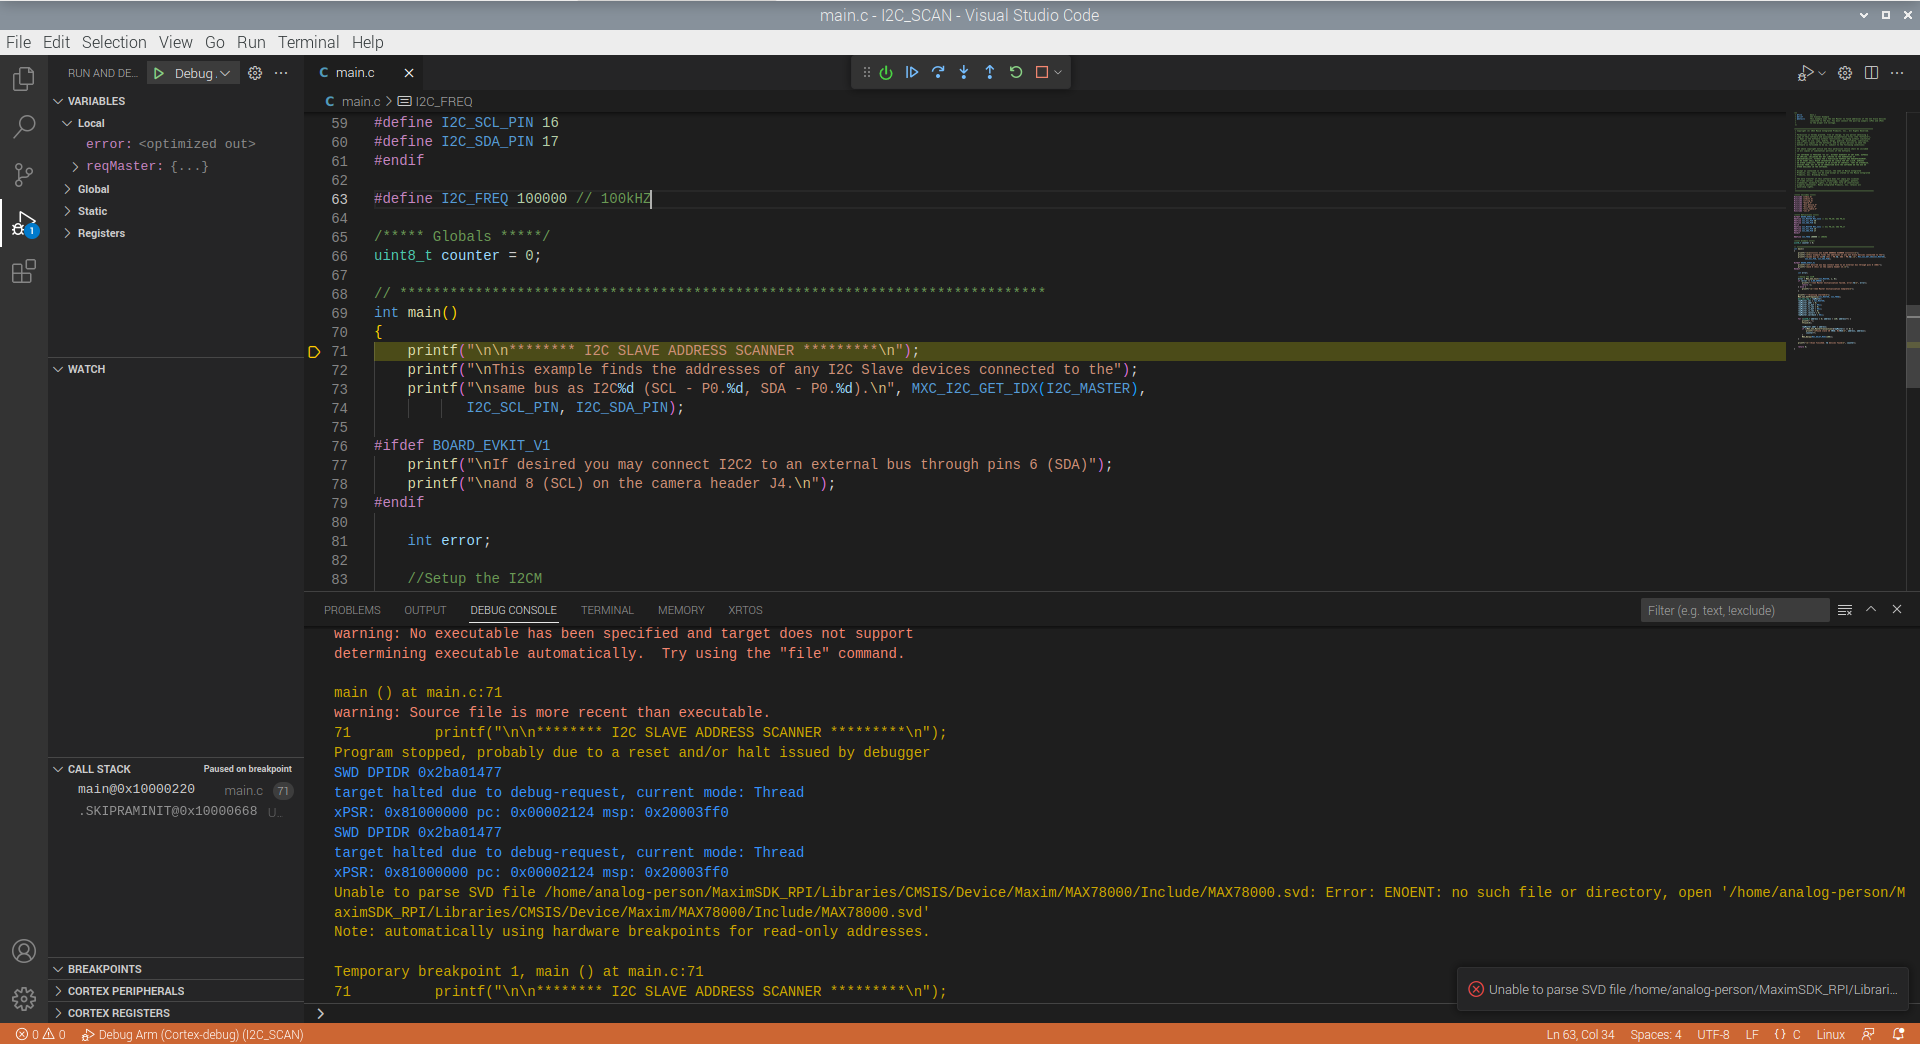 main.c - I2C_SCAN - Visual Studio Code
File Edit Selection View Go Run Terminal Help
RUN AND DE... Debug
main.c
main.c > I2C_FREQ
VARIABLES
Local
error: <optimized out>
reqMaster: {...}
Global
Static
Registers
1
WATCH
CALL STACK Paused on breakpoint
main@0x10000220 main.c 71
.SKIPRAMINIT@0x10000668 U..
BREAKPOINTS
CORTEX PERIPHERALS
CORTEX REGISTERS
59 #define I2C_SCL_PIN 16
60 #define I2C_SDA_PIN 17
61 #endif
62
63 #define I2C_FREQ 100000 // 100kHZ
64
65 /***** Globals *****/
66 uint8_t counter = 0;
67
68 // *****************************************************************************
69 int main()
70 {
71 printf("\n\n******** I2C SLAVE ADDRESS SCANNER *********\n");
72 printf("\nThis example finds the addresses of any I2C Slave devices connected to the");
73 printf("\nsame bus as I2C%d (SCL - P0.%d, SDA - P0.%d).\n", MXC_I2C_GET_IDX(I2C_MASTER),
74 I2C_SCL_PIN, I2C_SDA_PIN);
75
76 #ifdef BOARD_EVKIT_V1
77 printf("\nIf desired you may connect I2C2 to an external bus through pins 6 (SDA)");
78 printf("\nand 8 (SCL) on the camera header J4.\n");
79 #endif
80
81 int error;
82
83 //Setup the I2CM
PROBLEMS OUTPUT DEBUG CONSOLE TERMINAL MEMORY XRTOS Filter (e.g. text, !exclude)
warning: No executable has been specified and target does not support
determining executable automatically.  Try using the "file" command.
main () at main.c:71
warning: Source file is more recent than executable.
71 printf("\n\n******** I2C SLAVE ADDRESS SCANNER *********\n");
Program stopped, probably due to a reset and/or halt issued by debugger
SWD DPIDR 0x2ba01477
target halted due to debug-request, current mode: Thread
xPSR: 0x81000000 pc: 0x00002124 msp: 0x20003ff0
SWD DPIDR 0x2ba01477
target halted due to debug-request, current mode: Thread
xPSR: 0x81000000 pc: 0x00002124 msp: 0x20003ff0
Unable to parse SVD file /home/analog-person/MaximSDK_RPI/Libraries/CMSIS/Device/Maxim/MAX78000/Include/MAX78000.svd: Error: ENOENT: no such file or directory, open '/home/analog-person/M
aximSDK_RPI/Libraries/CMSIS/Device/Maxim/MAX78000/Include/MAX78000.svd'
Note: automatically using hardware breakpoints for read-only addresses.
Temporary breakpoint 1, main () at main.c:71
71 printf("\n\n******** I2C SLAVE ADDRESS SCANNER *********\n");
Unable to parse SVD file /home/analog-person/MaximSDK_RPI/Librari...
0 0 Debug Arm (Cortex-debug) (I2C_SCAN) Ln 63, Col 34 Spaces: 4 UTF-8 LF {} C Linux